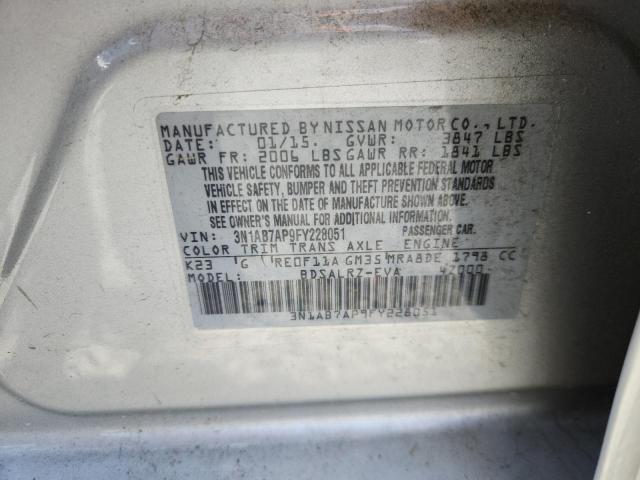 MANUFACTURED BY NISSAN MOTOR CO., LTD.
DATE: 01/15. GVWR: 3847 LBS
GAWR FR: 2006 LBS GAWR RR: 1841 LBS
THIS VEHICLE CONFORMS TO ALL APPLICABLE FEDERAL MOTOR
VEHICLE SAFETY, BUMPER AND THEFT PREVENTION STANDARDS
IN EFFECT ON THE DATE OF MANUFACTURE SHOWN ABOVE.
SEE OWNER'S MANUAL OR LOADING INFORMATION.
VIN: 3N1AB7AP9FY228051 PASSENGER CAR.
COLOR TRIM TRANS AXLE ENGINE
K23 G RE0F11A GM35 MRA8DE 1798 CC
MODEL: BDSALRZ-EVA 47000-
3N1AB7AP9FY228051